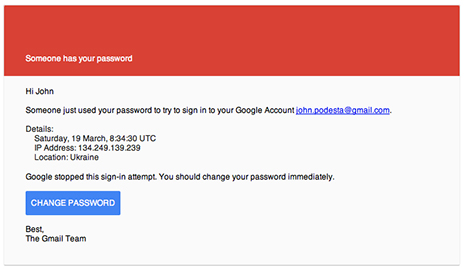 Someone has your password
Hi John
Someone just used your password to try to sign in to your Google Account john.podesta@gmail.com.
Details:
Saturday, 19 March, 8:34:30 UTC
IP Address: 134.249.139.239
Location: Ukraine
Google stopped this sign-in attempt. You should change your password immediately.
CHANGE PASSWORD
Best,
The Gmail Team